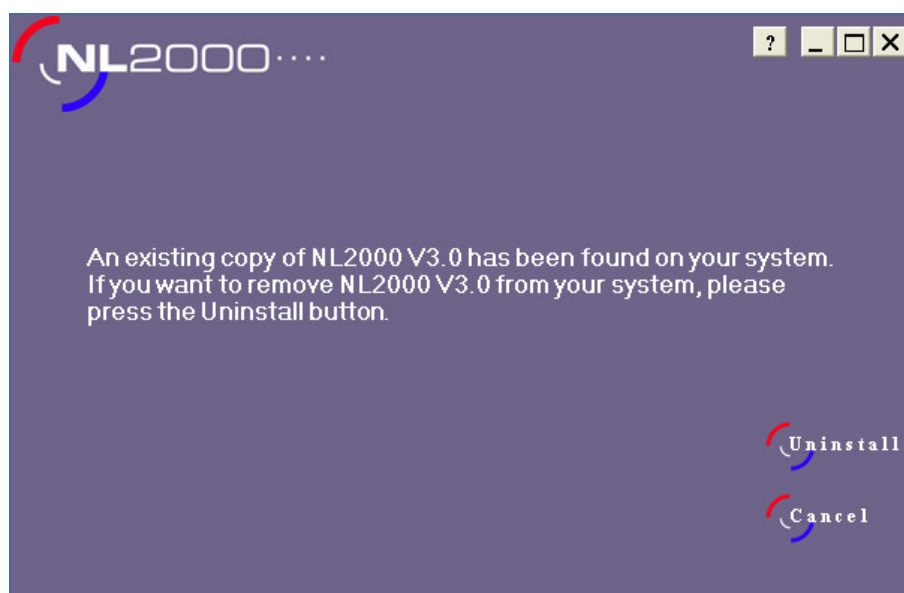 NL2000....
?
An existing copy of NL2000 V3.0 has been found on your system.
If you want to remove NL2000 V3.0 from your system, please
press the Uninstall button.
Uninstall
Cancel